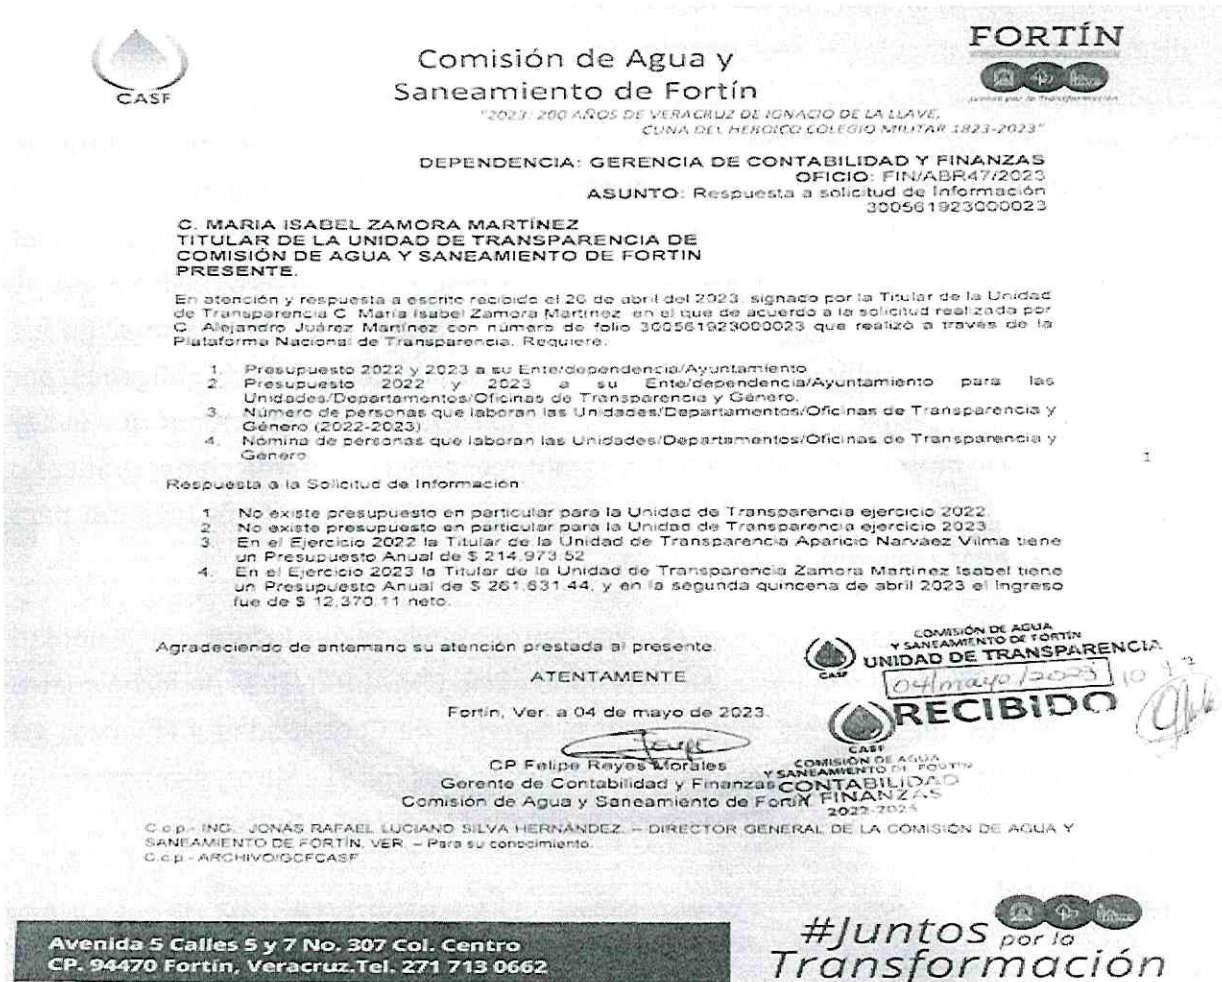 CASF
Comisión de Agua y
Saneamiento de Fortín
FORTÍN
Juntos por la Transformación
"2023: 200 AÑOS DE VERACRUZ DE IGNACIO DE LA LLAVE,
CUNA DEL HEROICO COLEGIO MILITAR 1823-2023"
DEPENDENCIA: GERENCIA DE CONTABILIDAD Y FINANZAS
OFICIO: FIN/ABR47/2023
ASUNTO: Respuesta a solicitud de Información
300561923000023
C. MARIA ISABEL ZAMORA MARTÍNEZ
TITULAR DE LA UNIDAD DE TRANSPARENCIA DE
COMISIÓN DE AGUA Y SANEAMIENTO DE FORTIN
PRESENTE.
En atención y respuesta a escrito recibido el 26 de abril del 2023, signado por la Titular de la Unidad
de Transparencia C. Maria Isabel Zamora Martinez en el que de acuerdo a la solicitud realizada por
C. Alejandro Juárez Martínez con número de folio 300561923000023 que realizó a través de la
Plataforma Nacional de Transparencia. Requiere:
1. Presupuesto 2022 y 2023 a su Ente/dependencia/Ayuntamiento
2. Presupuesto 2022 y 2023 a su Ente/dependencia/Ayuntamiento para las
Unidades/Departamentos/Oficinas de Transparencia y Género.
3. Número de personas que laboran las Unidades/Departamentos/Oficinas de Transparencia y
Género (2022-2023)
4. Nómina de personas que laboran las Unidades/Departamentos/Oficinas de Transparencia y
Género
1
Respuesta a la Solicitud de Información:
1. No existe presupuesto en particular para la Unidad de Transparencia ejercicio 2022.
2. No existe presupuesto en particular para la Unidad de Transparencia ejercicio 2023
3. En el Ejercicio 2022 la Titular de la Unidad de Transparencia Aparicio Narváez Vilma tiene
un Presupuesto Anual de $ 214,973.52
4. En el Ejercicio 2023 la Titular de la Unidad de Transparencia Zamora Martínez Isabel tiene
un Presupuesto Anual de $ 261,631.44, y en la segunda quincena de abril 2023 el Ingreso
fue de $ 12,370.11 neto.
Agradeciendo de antemano su atención prestada al presente.
ATENTAMENTE
Fortín, Ver. a 04 de mayo de 2023.
CP Felipe Reyes Morales
Gerente de Contabilidad y Finanzas
Comisión de Agua y Saneamiento de Fortín
COMISIÓN DE AGUA
Y SANEAMIENTO DE FORTÍN
UNIDAD DE TRANSPARENCIA
CASF
04/mayo/2023
RECIBIDO
CASF
COMISIÓN DE AGUA
Y SANEAMIENTO DE FORTIN
CONTABILIDAD
Y FINANZAS
2022-2025
C.c.p.- ING. JONAS RAFAEL LUCIANO SILVA HERNÁNDEZ. – DIRECTOR GENERAL DE LA COMISIÓN DE AGUA Y
SANEAMIENTO DE FORTÍN, VER. – Para su conocimiento.
C.c.p.- ARCHIVO/GCFCASF
Avenida 5 Calles 5 y 7 No. 307 Col. Centro
CP. 94470 Fortín, Veracruz.Tel. 271 713 0662
#Juntos por la
Transformación